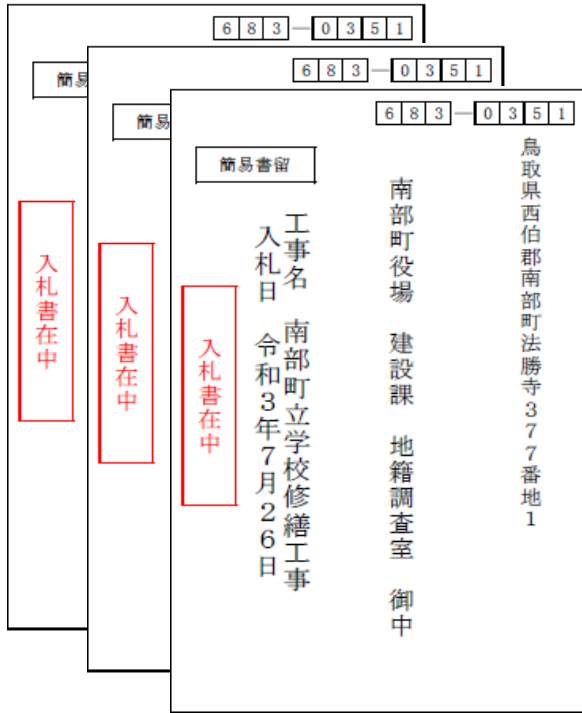 683-0351
簡易
入札書在中
683-0351
簡易
入札書在中
683-0351
鳥取県西伯郡南部町法勝寺377番地1
南部町役場 建設課 地籍調査室 御中
簡易書留
工事名 南部町立学校修繕工事
入札日 令和3年7月26日
入札書在中